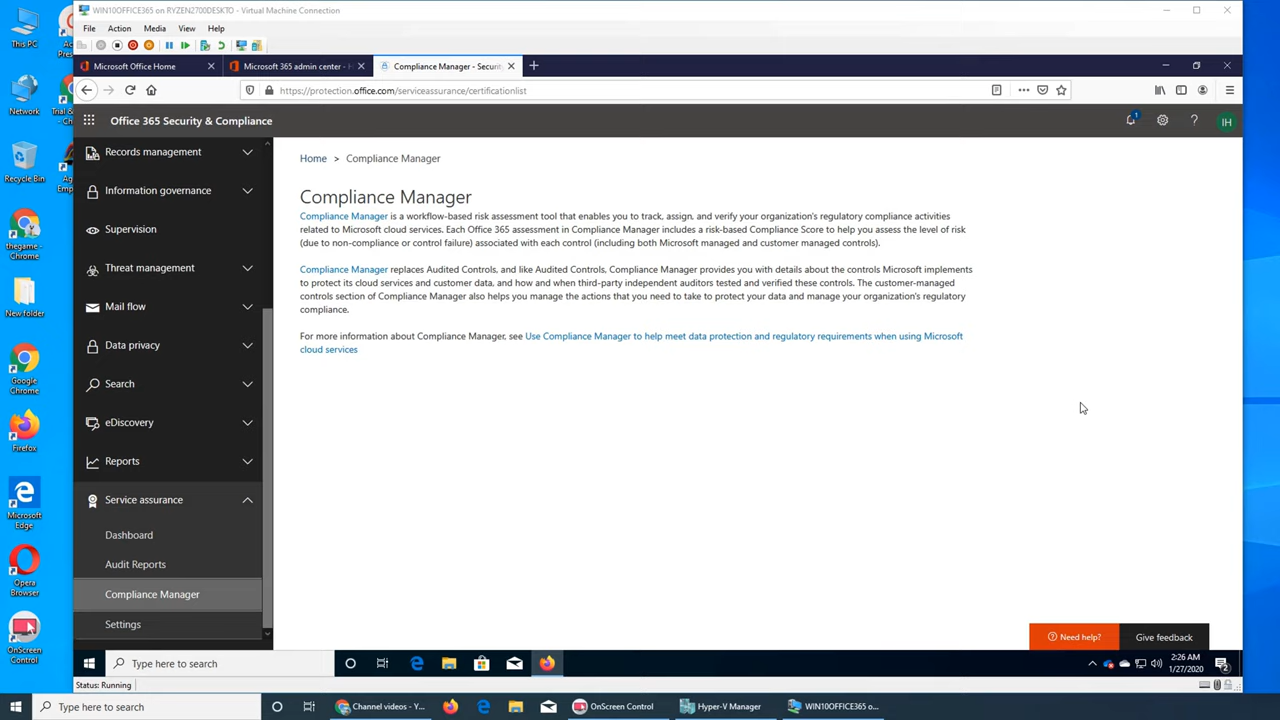 WIN10OFFICE365 on RYZEN2700DESKTO - Virtual Machine Connection
File Action Media View Help
Microsoft Office Home
Microsoft 365 admin center -
Compliance Manager - Secur
https://protection.office.com/serviceassurance/certificationlist
Office 365 Security & Compliance
1
IH
Records management
Information governance
Supervision
Threat management
Mail flow
Data privacy
Search
eDiscovery
Reports
Service assurance
Dashboard
Audit Reports
Compliance Manager
Settings
Home > Compliance Manager
Compliance Manager
Compliance Manager is a workflow-based risk assessment tool that enables you to track, assign, and verify your organization's regulatory compliance activities
related to Microsoft cloud services. Each Office 365 assessment in Compliance Manager includes a risk-based Compliance Score to help you assess the level of risk
(due to non-compliance or control failure) associated with each control (including both Microsoft managed and customer managed controls).
Compliance Manager replaces Audited Controls, and like Audited Controls, Compliance Manager provides you with details about the controls Microsoft implements
to protect its cloud services and customer data, and how and when third-party independent auditors tested and verified these controls. The customer-managed
controls section of Compliance Manager also helps you manage the actions that you need to take to protect your data and manage your organization's regulatory
compliance.
For more information about Compliance Manager, see Use Compliance Manager to help meet data protection and regulatory requirements when using Microsoft
cloud services
Need help?
Give feedback
Type here to search
2:26 AM
1/27/2020
2
Status: Running
This PC
Network
Recycle Bin
thegame -
Chrome
New folder
Google
Chrome
Firefox
Microsoft
Edge
Opera
Browser
OnScreen
Control
Type here to search
Channel videos - Y...
OnScreen Control
Hyper-V Manager
WIN10OFFICE365 o...